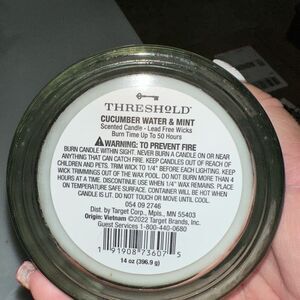 THRESHOLD
CUCUMBER WATER & MINT
Scented Candle - Lead Free Wicks
Burn Time Up To 50 Hours
WARNING: TO PREVENT FIRE
BURN CANDLE WITHIN SIGHT. NEVER BURN A CANDLE ON OR NEAR
ANYTHING THAT CAN CATCH FIRE. KEEP CANDLES OUT OF REACH OF
CHILDREN AND PETS. TRIM WICK TO 1/4" BEFORE EACH LIGHTING. KEEP
WICK TRIMMINGS OUT OF THE WAX POOL. DO NOT BURN MORE THAN 4
HOURS AT A TIME. DISCONTINUE USE WHEN 1/4" WAX REMAINS. PLACE
ON TEMPERATURE SAFE SURFACE. CONTAINER WILL BE HOT WHEN
CANDLE IS LIT. DO NOT TOUCH OR MOVE UNTIL COOL.
054 09 2746
Dist. by Target Corp., Mpls., MN 55403
Origin: Vietnam ©2022 Target Brands, Inc.
Guest Services 1-800-440-0680
1 91908 73607 5
14 oz (396.9 g)